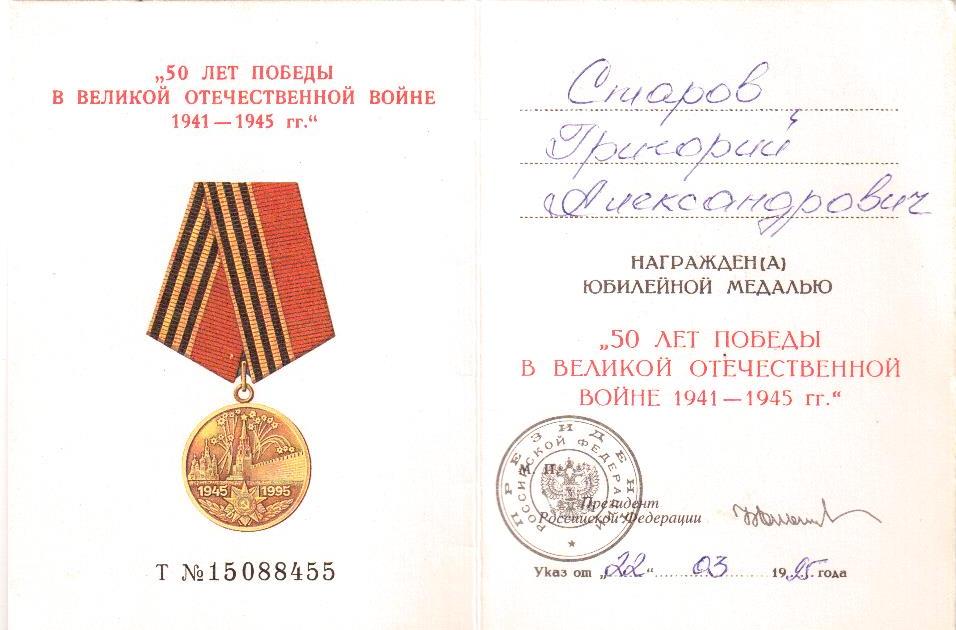 „50 ЛЕТ ПОБЕДЫ
В ВЕЛИКОЙ ОТЕЧЕСТВЕННОЙ ВОЙНЕ
1941—1945 гг.“
1945 1995
Т №15088455
Старов
Григорий
Александрович
НАГРАЖДЕН(А)
ЮБИЛЕЙНОЙ МЕДАЛЬЮ
„50 ЛЕТ ПОБЕДЫ
В ВЕЛИКОЙ ОТЕЧЕСТВЕННОЙ
ВОЙНЕ 1941—1945 гг.“
ПРЕЗИДЕНТ
РОССИЙСКОЙ ФЕДЕРАЦИИ
М. П.
Президент
Российской Федерации
Указ от „22“ 03 1995 года